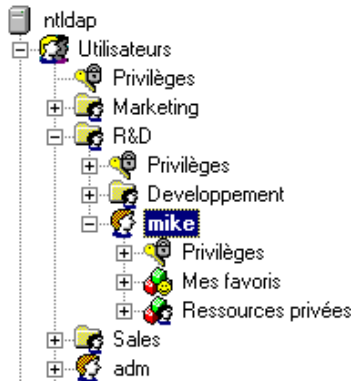 ntldap
Utilisateurs
Privilèges
Marketing
R&D
Privilèges
Developpement
mike
Privilèges
Mes favoris
Ressources privées
Sales
adm